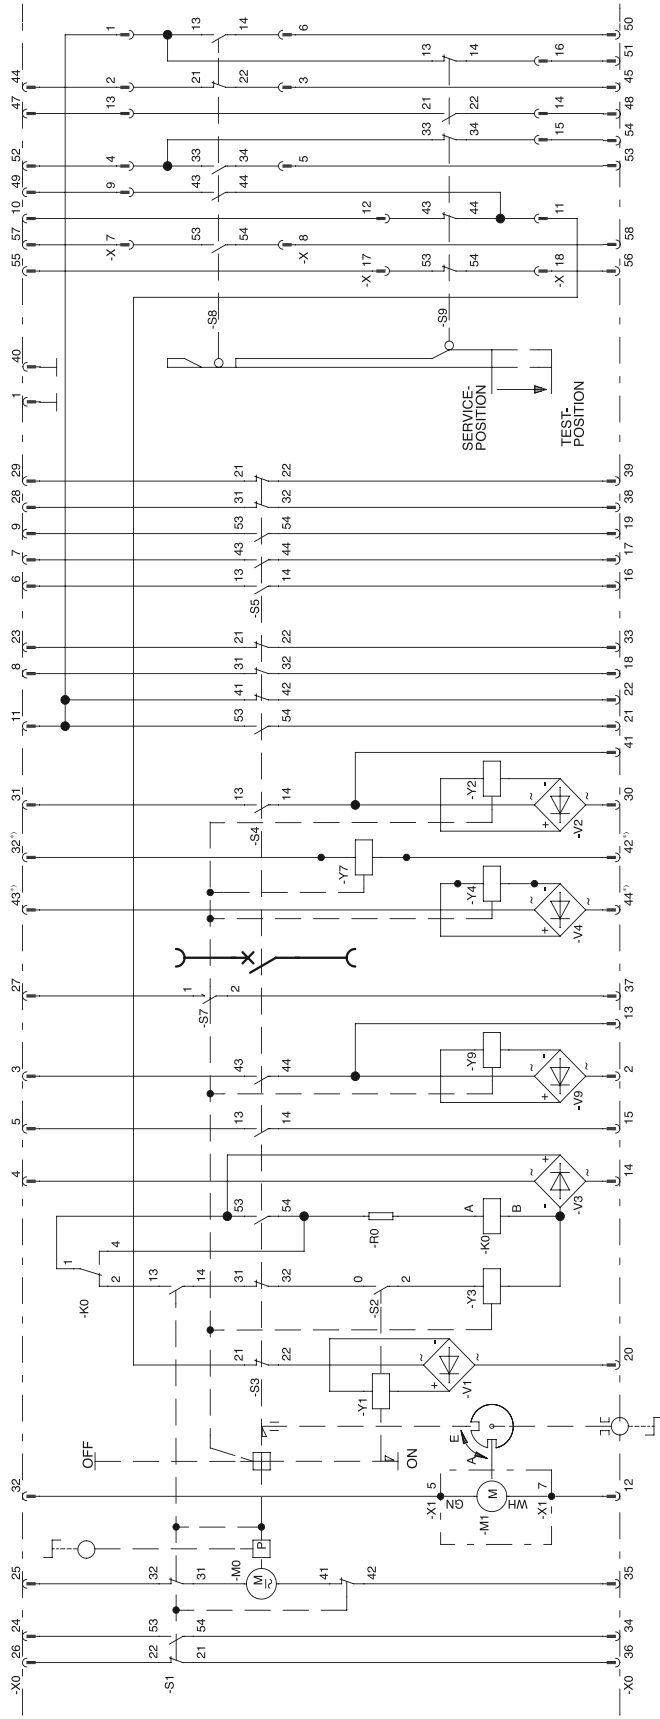 -X0 26 24 25 32 4 5 3 27 43*) 32*) 31 11 8 23 6 7 9 28 29 1 40 55 57 10 49 52 47 44
-K0 1 2 4
OFF
-X 7 9 4 13 2 1
22 53 32 13
-S1
21 54 31 14
1
-S7
2
53 43 33 21 13
-S8
54 44 34 22 14
-M0 P 21 31 53 13 43 13 53 41 31 21 13 43 53 31 21
M
-S3 -S4 -S5
22 32 54 14 44 14 54 42 32 22 14 44 54 32 22
-X 8 5 3 6
41
42
-Y1
0
-S2
2
-R0
-Y7
-X 17 12
ON
-X1 5
GN
-M1
M
WH
-X1 7
E
A
+ -
~ ~
-V1
-Y3
A
-K0
B
+ -
~ ~
-V3
-Y9
+ -
~ ~
-V9
-Y4
+ -
~ ~
-V4
-Y2
+ -
~ ~
-V2
-S9
53 43 33 21 13
54 44 34 22 14
SERVICE-
POSITION
TEST-
POSITION
-X 18 11 15 14 16
-X0 36 34 35 12 20 14 15 2 13 37 44*) 42*) 30 41 21 22 18 33 16 17 19 38 39 56 58 53 54 48 45 51 50